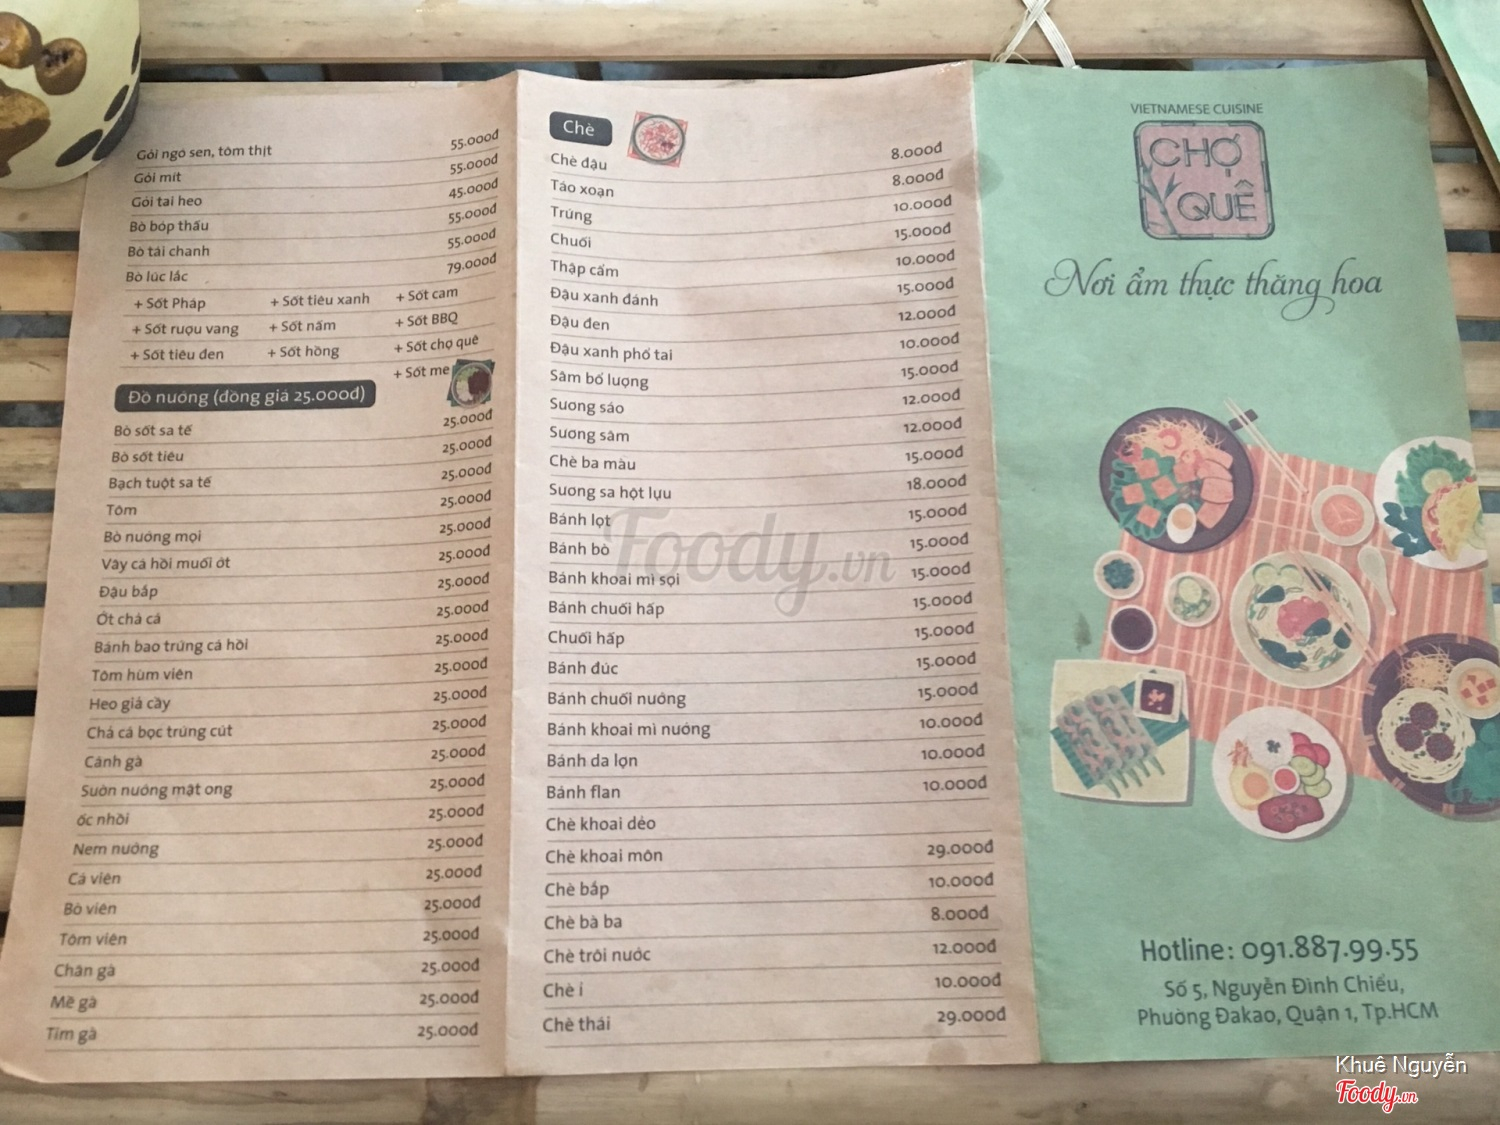 Gỏi ngó sen, tôm thịt 55.000đ
Gỏi mít 55.000đ
Gỏi tai heo 45.000đ
Bò bóp thấu 55.000đ
Bò tái chanh 55.000đ
Bò lúc lắc 79.000đ
+ Sốt Pháp + Sốt tiêu xanh + Sốt cam
+ Sốt rượu vang + Sốt nấm + Sốt BBQ
+ Sốt tiêu đen + Sốt hồng + Sốt chợ quê
+ Sốt me
Đồ nướng (đồng giá 25.000đ)
Bò sốt sa tế 25.000đ
Bò sốt tiêu 25.000đ
Bạch tuột sa tế 25.000đ
Tôm 25.000đ
Bò nướng mọi 25.000đ
Vây cá hồi muối ớt 25.000đ
Đậu bắp 25.000đ
Ớt chả cá 25.000đ
Bánh bao trứng cá hồi 25.000đ
Tôm hùm viên 25.000đ
Heo giả cầy 25.000đ
Chả cá bọc trứng cút 25.000đ
Cánh gà 25.000đ
Sườn nướng mật ong 25.000đ
ốc nhồi 25.000đ
Nem nướng 25.000đ
Cá viên 25.000đ
Bò viên 25.000đ
Tôm viên 25.000đ
Chân gà 25.000đ
Mề gà 25.000đ
Tim gà 25.000đ
Chè
Chè đậu 8.000đ
Táo xoạn 8.000đ
Trứng 10.000đ
Chuối 15.000đ
Thập cẩm 10.000đ
Đậu xanh đánh 15.000đ
Đậu đen 12.000đ
Đậu xanh phổ tai 10.000đ
Sâm bổ lượng 15.000đ
Sương sáo 12.000đ
Sương sâm 12.000đ
Chè ba màu 15.000đ
Sương sa hột lựu 18.000đ
Bánh lọt 15.000đ
Bánh bò 15.000đ
Bánh khoai mì sợi 15.000đ
Bánh chuối hấp 15.000đ
Chuối hấp 15.000đ
Bánh đúc 15.000đ
Bánh chuối nướng 15.000đ
Bánh khoai mì nướng 10.000đ
Bánh da lợn 10.000đ
Bánh flan 10.000đ
Chè khoai dẻo
Chè khoai môn 29.000đ
Chè bắp 10.000đ
Chè bà ba 8.000đ
Chè trôi nước 12.000đ
Chè ỉ 10.000đ
Chè thái 29.000đ
Foody.vn
VIETNAMESE CUISINE
CHỢ
QUÊ
Nơi ẩm thực thăng hoa
Hotline: 091.887.99.55
Số 5, Nguyễn Đình Chiểu,
Phường Đakao, Quận 1, Tp.HCM
Khuê Nguyễn
Foody.vn